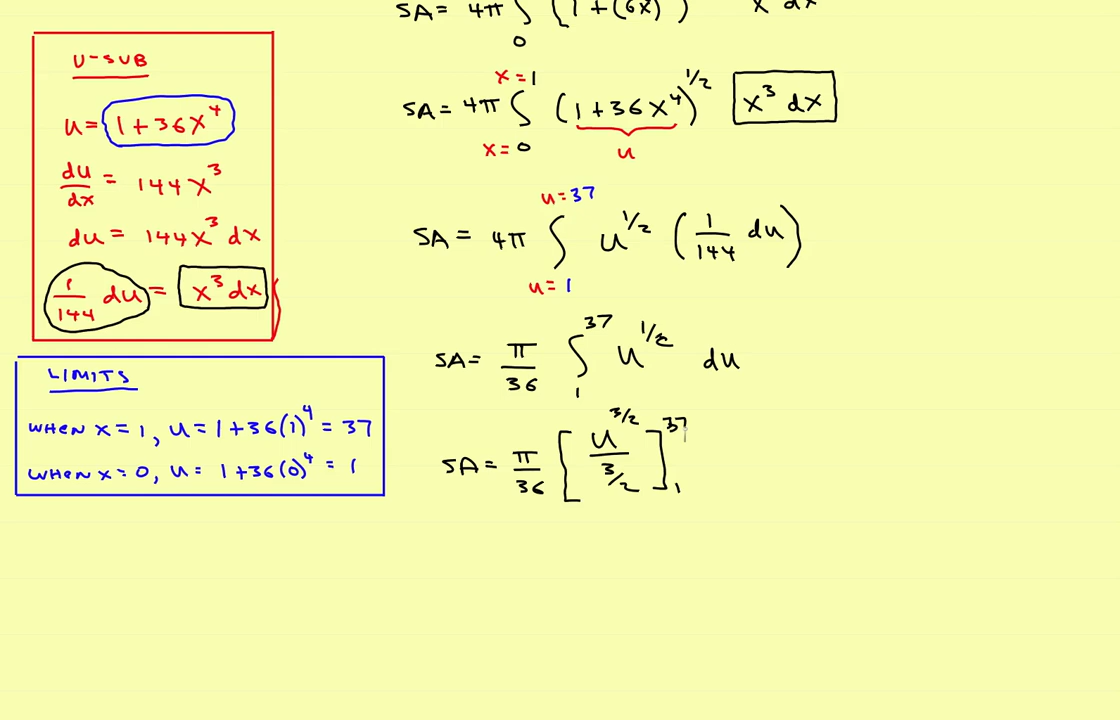 SA = 4π ∫₀ (1+(6x) ) x dx
U-SUB
u = 1+36x⁴
du/dx = 144x³
du = 144x³ dx
1/144 du = x³ dx
LIMITS
WHEN x = 1, u = 1+36(1)⁴ = 37
WHEN x = 0, u = 1+36(0)⁴ = 1
x = 1
SA = 4π ∫ (1+36x⁴)^1/2 x³ dx
x = 0
u
u = 37
SA = 4π ∫ u^1/2 (1/144 du)
u = 1
SA = π/36 ∫₁³⁷ u^1/2 du
SA = π/36 [u^3/2 / 3/2]₁³⁷